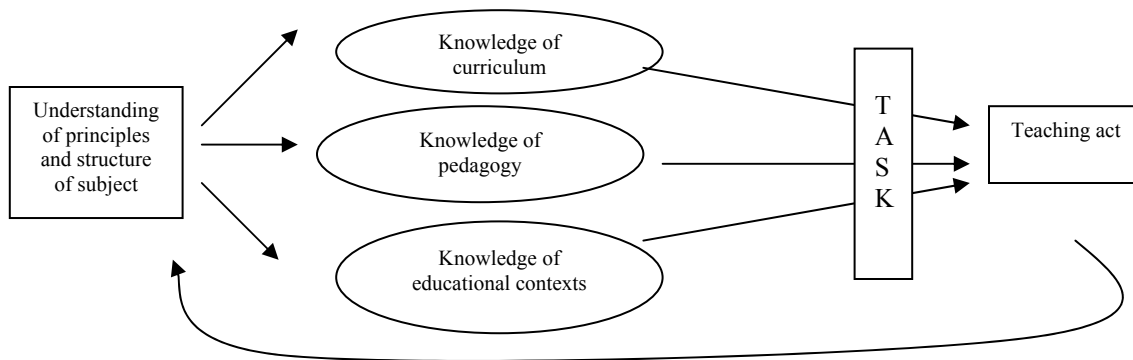 Understanding
of principles
and structure
of subject
Knowledge of
curriculum
Knowledge of
pedagogy
Knowledge of
educational contexts
T
A
S
K
Teaching act